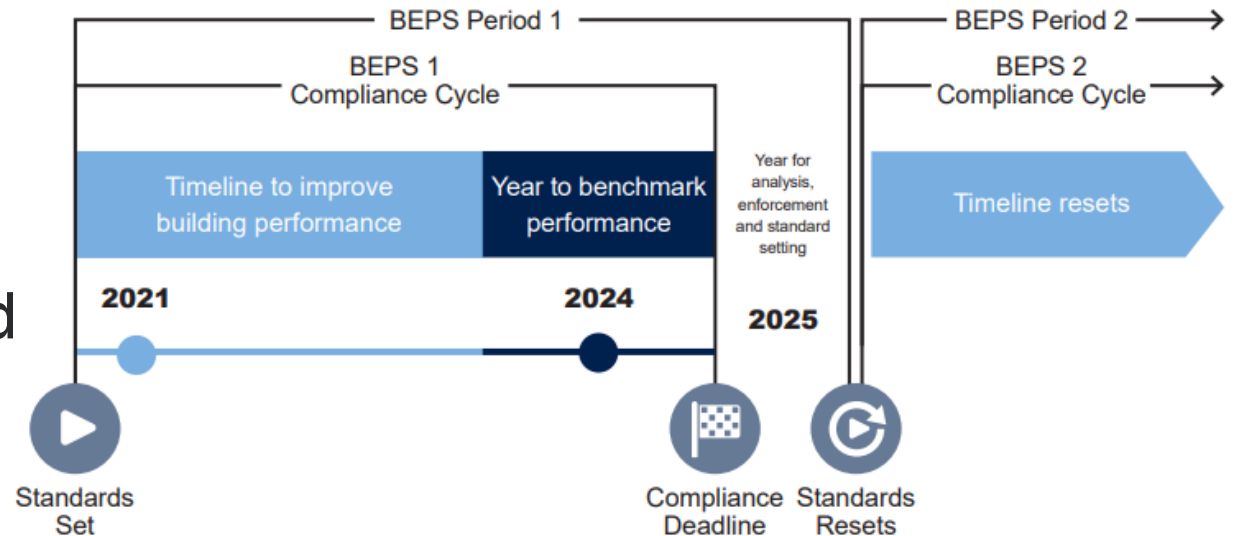 BEPS Period 1
BEPS Period 2
BEPS 1
Compliance Cycle
BEPS 2
Compliance Cycle
Timeline to improve
building performance
Year to benchmark
performance
Year for
analysis,
enforcement
and standard
setting
Timeline resets
2021
2024
2025
d
Standards
Set
Compliance
Deadline
Standards
Resets